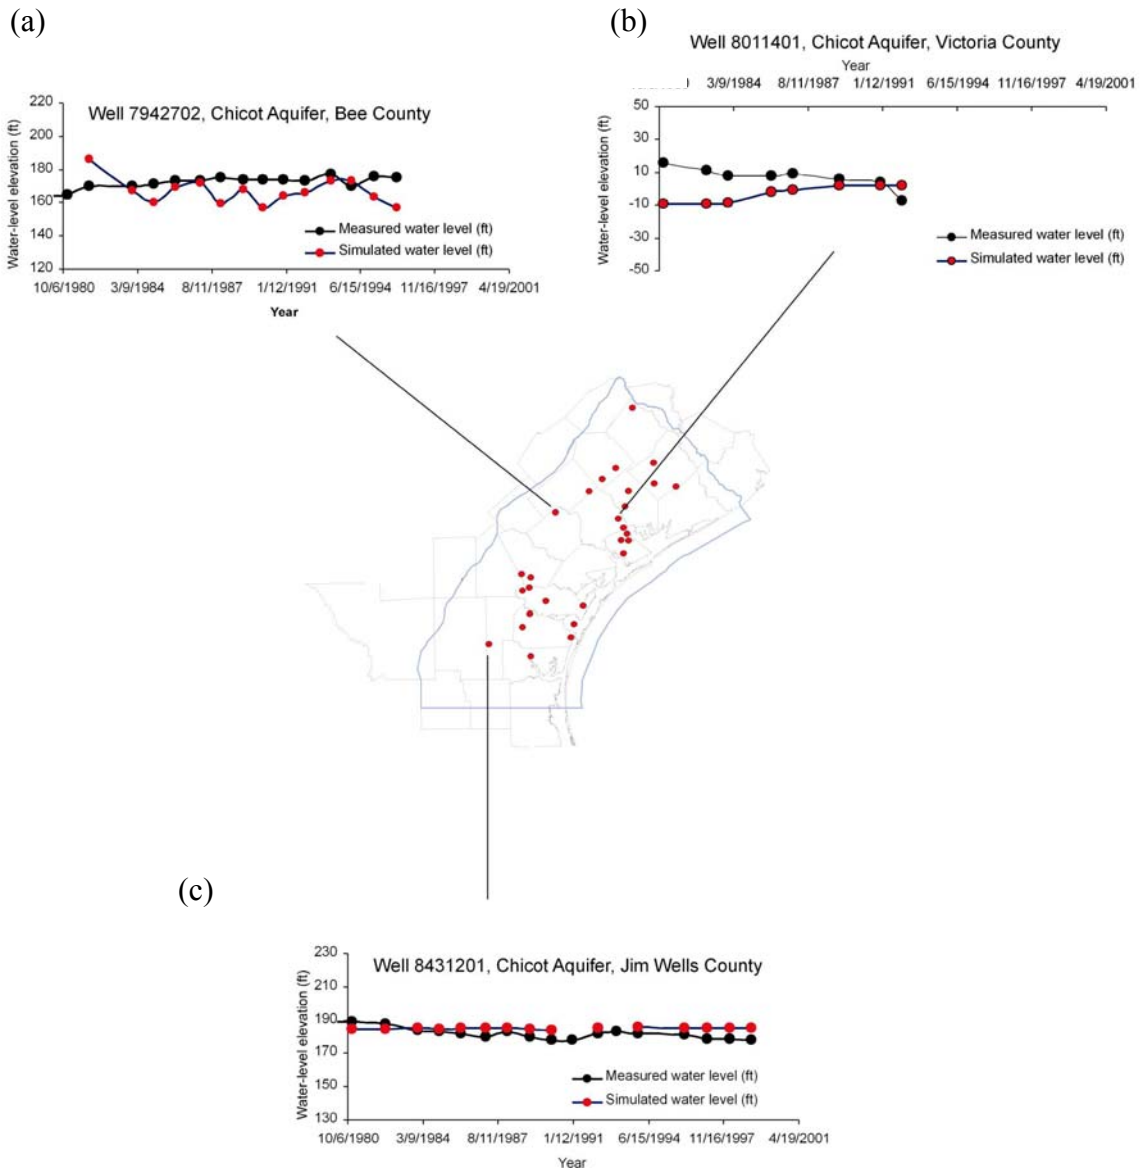 (a)
Well 7942702, Chicot Aquifer, Bee County
Water-level elevation (ft)
220
200
180
160
140
120
Measured water level (ft)
Simulated water level (ft)
10/6/1980 3/9/1984 8/11/1987 1/12/1991 6/15/1994 11/16/1997 4/19/2001
Year
(b)
Well 8011401, Chicot Aquifer, Victoria County
Year
3/9/1984 8/11/1987 1/12/1991 6/15/1994 11/16/1997 4/19/2001
Water-level elevation (ft)
50
30
10
-10
-30
-50
Measured water level (ft)
Simulated water level (ft)
(c)
Well 8431201, Chicot Aquifer, Jim Wells County
Water-level elevation (ft)
230
210
190
170
150
130
Measured water level (ft)
Simulated water level (ft)
10/6/1980 3/9/1984 8/11/1987 1/12/1991 6/15/1994 11/16/1997 4/19/2001
Year